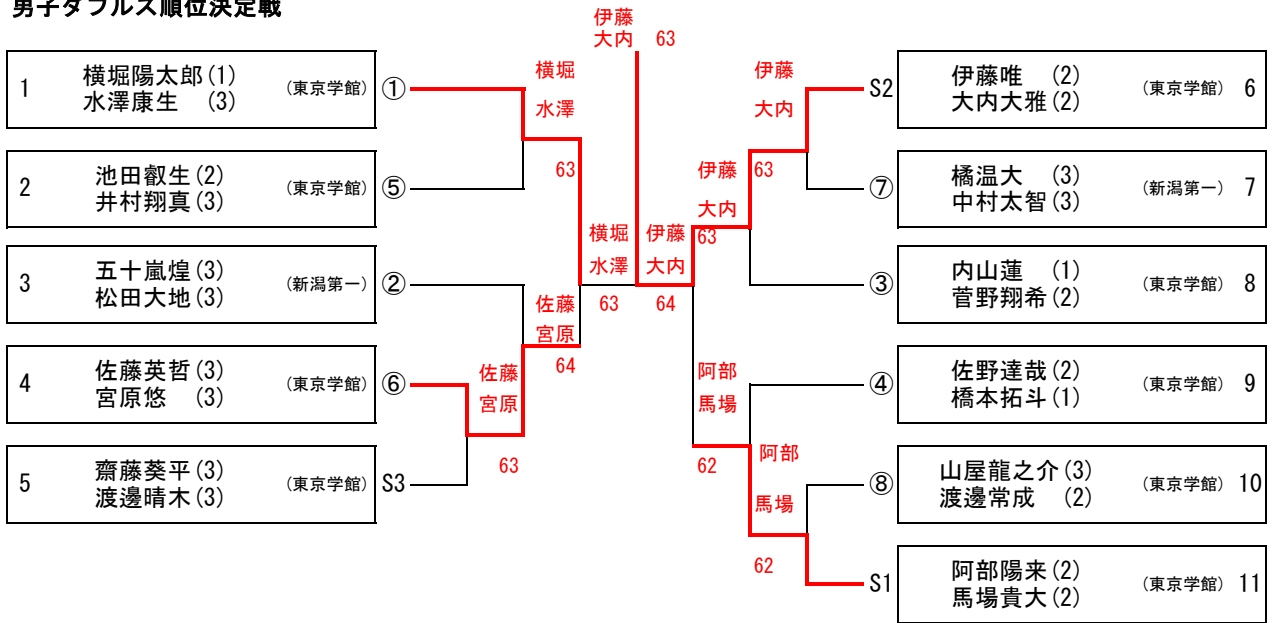 男子ダブルス順位決定戦
伊藤
大内 63
1 横堀陽太郎(1) (東京学館) ①
水澤康生 (3)
2 池田叡生(2) (東京学館) ⑤
井村翔真(3)
3 五十嵐煌(3) (新潟第一) ②
松田大地(3)
4 佐藤英哲(3) (東京学館) ⑥
宮原悠 (3)
5 齋藤葵平(3) (東京学館) S3
渡邊晴木(3)
横堀
水澤
63
佐藤
宮原
63
佐藤
宮原
64
横堀
水澤
63
伊藤
大内
64
伊藤
大内
63
伊藤
大内
63
阿部
馬場
62
阿部
馬場
62
S2 伊藤唯 (2) (東京学館) 6
大内大雅(2)
⑦ 橘温大 (3) (新潟第一) 7
中村太智(3)
③ 内山蓮 (1) (東京学館) 8
菅野翔希(2)
④ 佐野達哉(2) (東京学館) 9
橋本拓斗(1)
⑧ 山屋龍之介(3) (東京学館) 10
渡邊常成 (2)
S1 阿部陽来(2) (東京学館) 11
馬場貴大(2)